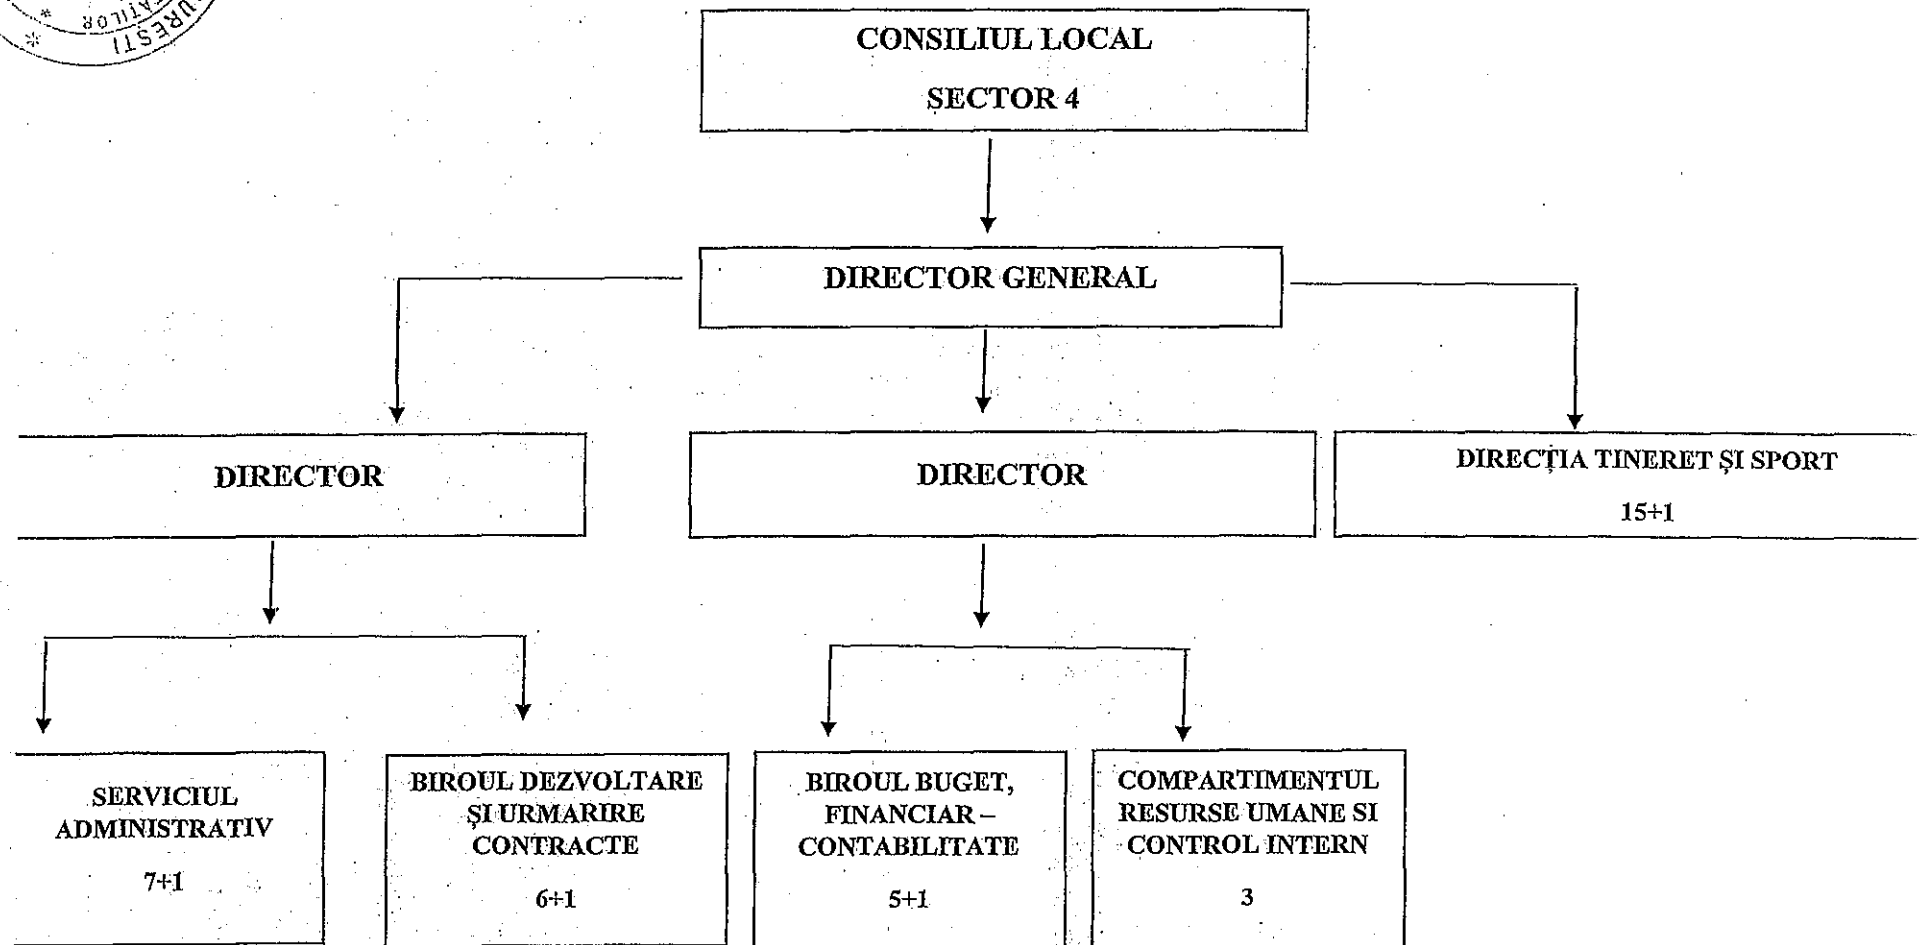 CONSILIUL LOCAL
SECTOR 4
DIRECTOR GENERAL
DIRECTOR
DIRECTOR
DIRECȚIA TINERET ȘI SPORT
15+1
SERVICIUL
ADMINISTRATIV
7+1
BIROUL DEZVOLTARE
ȘI URMARIRE
CONTRACTE
6+1
BIROUL BUGET,
FINANCIAR –
CONTABILITATE
5+1
COMPARTIMENTUL
RESURSE UMANE SI
CONTROL INTERN
3